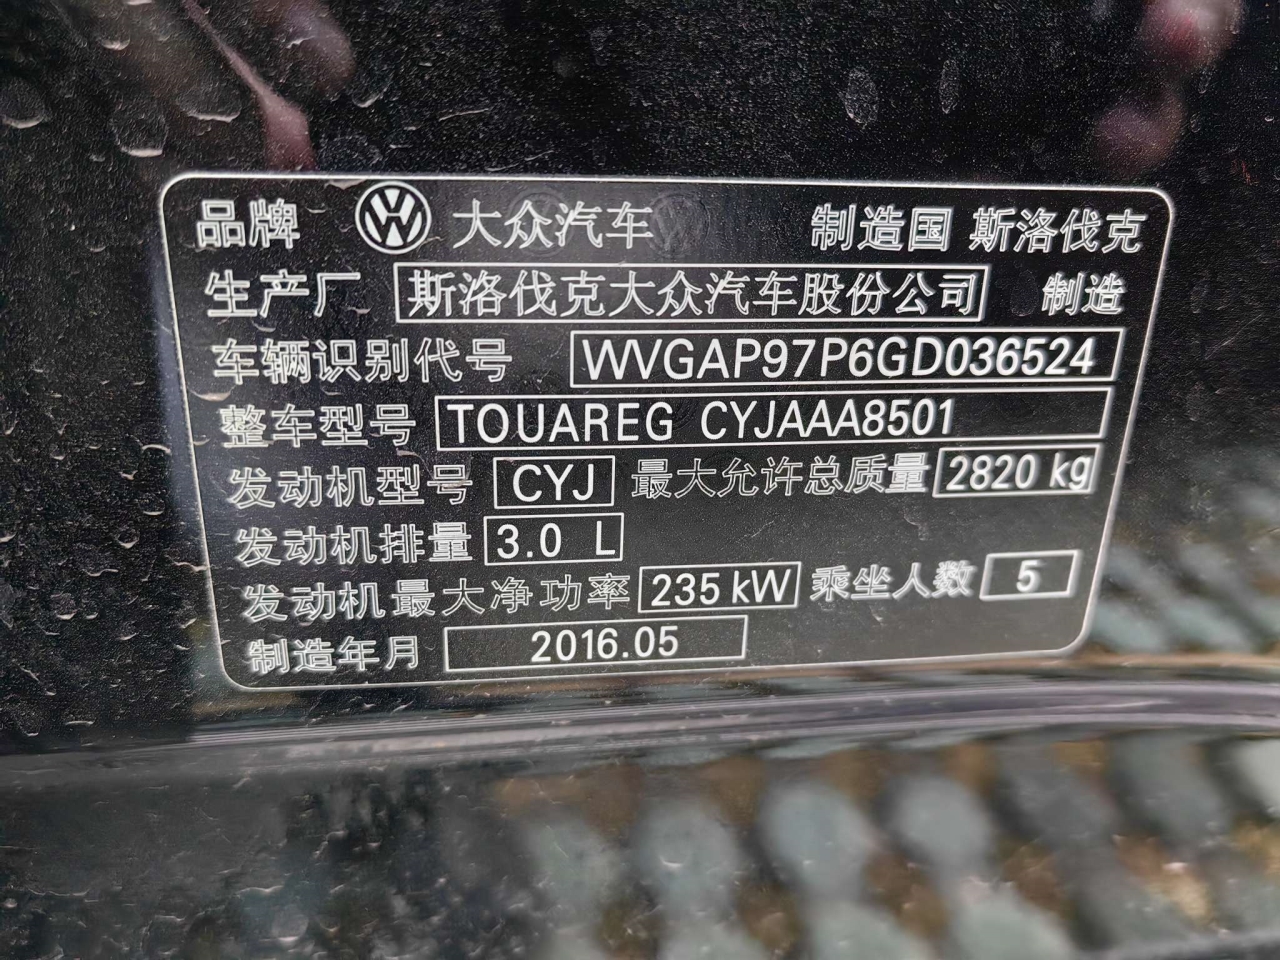 品牌 大众汽车 制造国 斯洛伐克
生产厂 斯洛伐克大众汽车股份公司 制造
车辆识别代号 WVGAP97P6GD036524
整车型号 TOUAREG CYJAAA8501
发动机型号 CYJ 最大允许总质量 2820 kg
发动机排量 3.0 L
发动机最大净功率 235 kW 乘坐人数 5
制造年月 2016.05